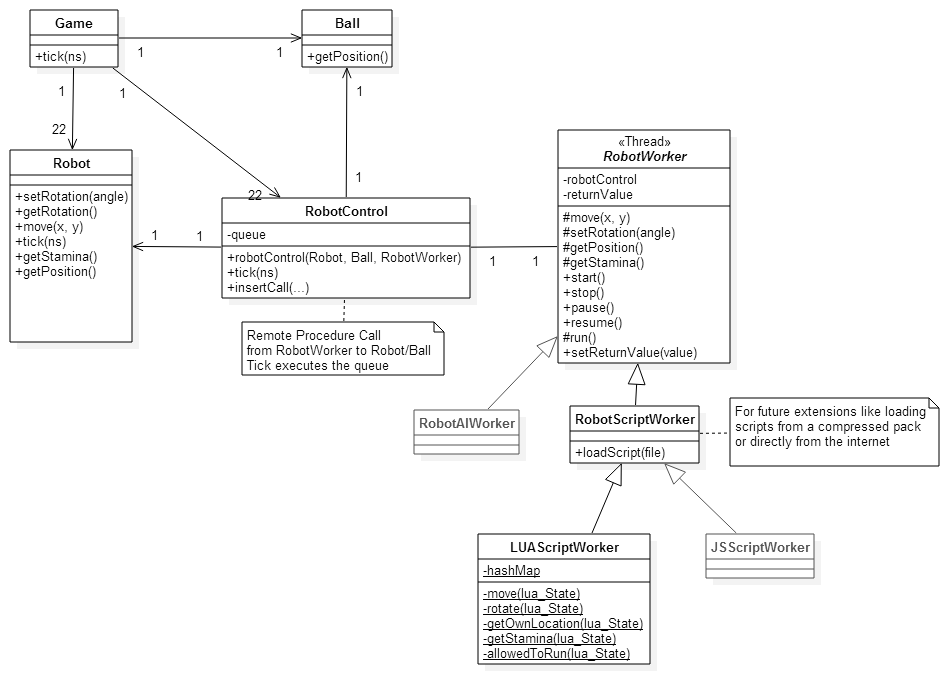 Game
+tick(ns)
Ball
+getPosition()
1
1
1
22
1
22
1
1
Robot
+setRotation(angle)
+getRotation()
+move(x, y)
+tick(ns)
+getStamina()
+getPosition()
1
1
RobotControl
-queue
+robotControl(Robot, Ball, RobotWorker)
+tick(ns)
+insertCall(...)
1
1
Remote Procedure Call
from RobotWorker to Robot/Ball
Tick executes the queue
«Thread»
RobotWorker
-robotControl
-returnValue
#move(x, y)
#setRotation(angle)
#getPosition()
#getStamina()
+start()
+stop()
+pause()
+resume()
#run()
+setReturnValue(value)
RobotAIWorker
RobotScriptWorker
+loadScript(file)
For future extensions like loading
scripts from a compressed pack
or directly from the internet
LUAScriptWorker
-hashMap
-move(lua_State)
-rotate(lua_State)
-getOwnLocation(lua_State)
-getStamina(lua_State)
-allowedToRun(lua_State)
JSScriptWorker